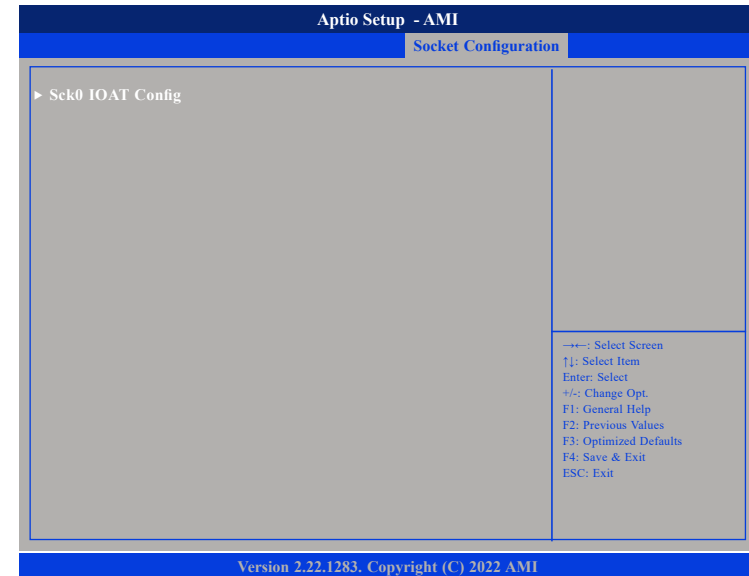 Aptio Setup - AMI
Socket Configuration
► Sck0 IOAT Config
→←: Select Screen
↑↓: Select Item
Enter: Select
+/-: Change Opt.
F1: General Help
F2: Previous Values
F3: Optimized Defaults
F4: Save & Exit
ESC: Exit
Version 2.22.1283. Copyright (C) 2022 AMI